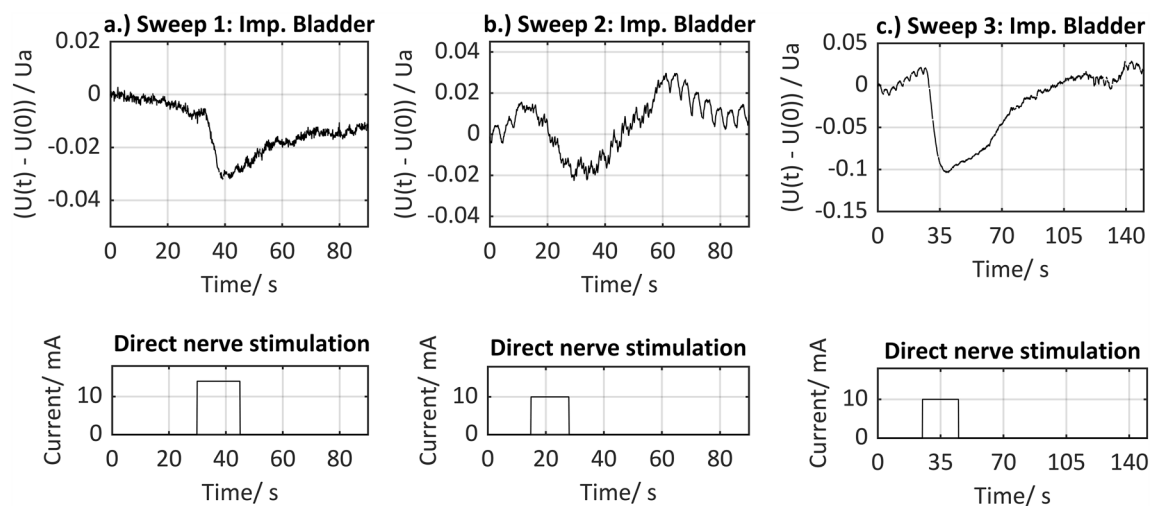 a.) Sweep 1: Imp. Bladder
(U(t) - U(0)) / Ua
0.02
0
-0.02
-0.04
0 20 40 60 80
Time/ s
b.) Sweep 2: Imp. Bladder
(U(t) - U(0)) / Ua
0.04
0.02
0
-0.02
-0.04
0 20 40 60 80
Time/ s
c.) Sweep 3: Imp. Bladder
(U(t) - U(0)) / Ua
0.05
0
-0.05
-0.1
-0.15
0 35 70 105 140
Time/ s
Direct nerve stimulation
Current/ mA
10
0
0 20 40 60 80
Time/ s
Direct nerve stimulation
Current/ mA
10
0
0 20 40 60 80
Time/ s
Direct nerve stimulation
Current/ mA
10
0
0 35 70 105 140
Time/ s